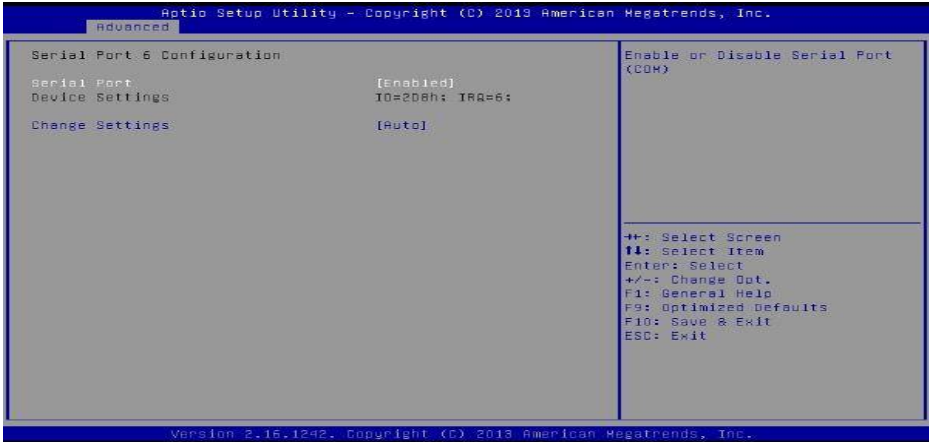 Aptio Setup Utility – Copyright (C) 2013 American Megatrends, Inc.
Advanced
Serial Port 6 Configuration
Serial Port [Enabled]
Device Settings IO=2D8h; IRQ=6;
Change Settings [Auto]
Enable or Disable Serial Port
(COM)
→←: Select Screen
↑↓: Select Item
Enter: Select
+/-: Change Opt.
F1: General Help
F9: Optimized Defaults
F10: Save & Exit
ESC: Exit
Version 2.16.1242. Copyright (C) 2013 American Megatrends, Inc.